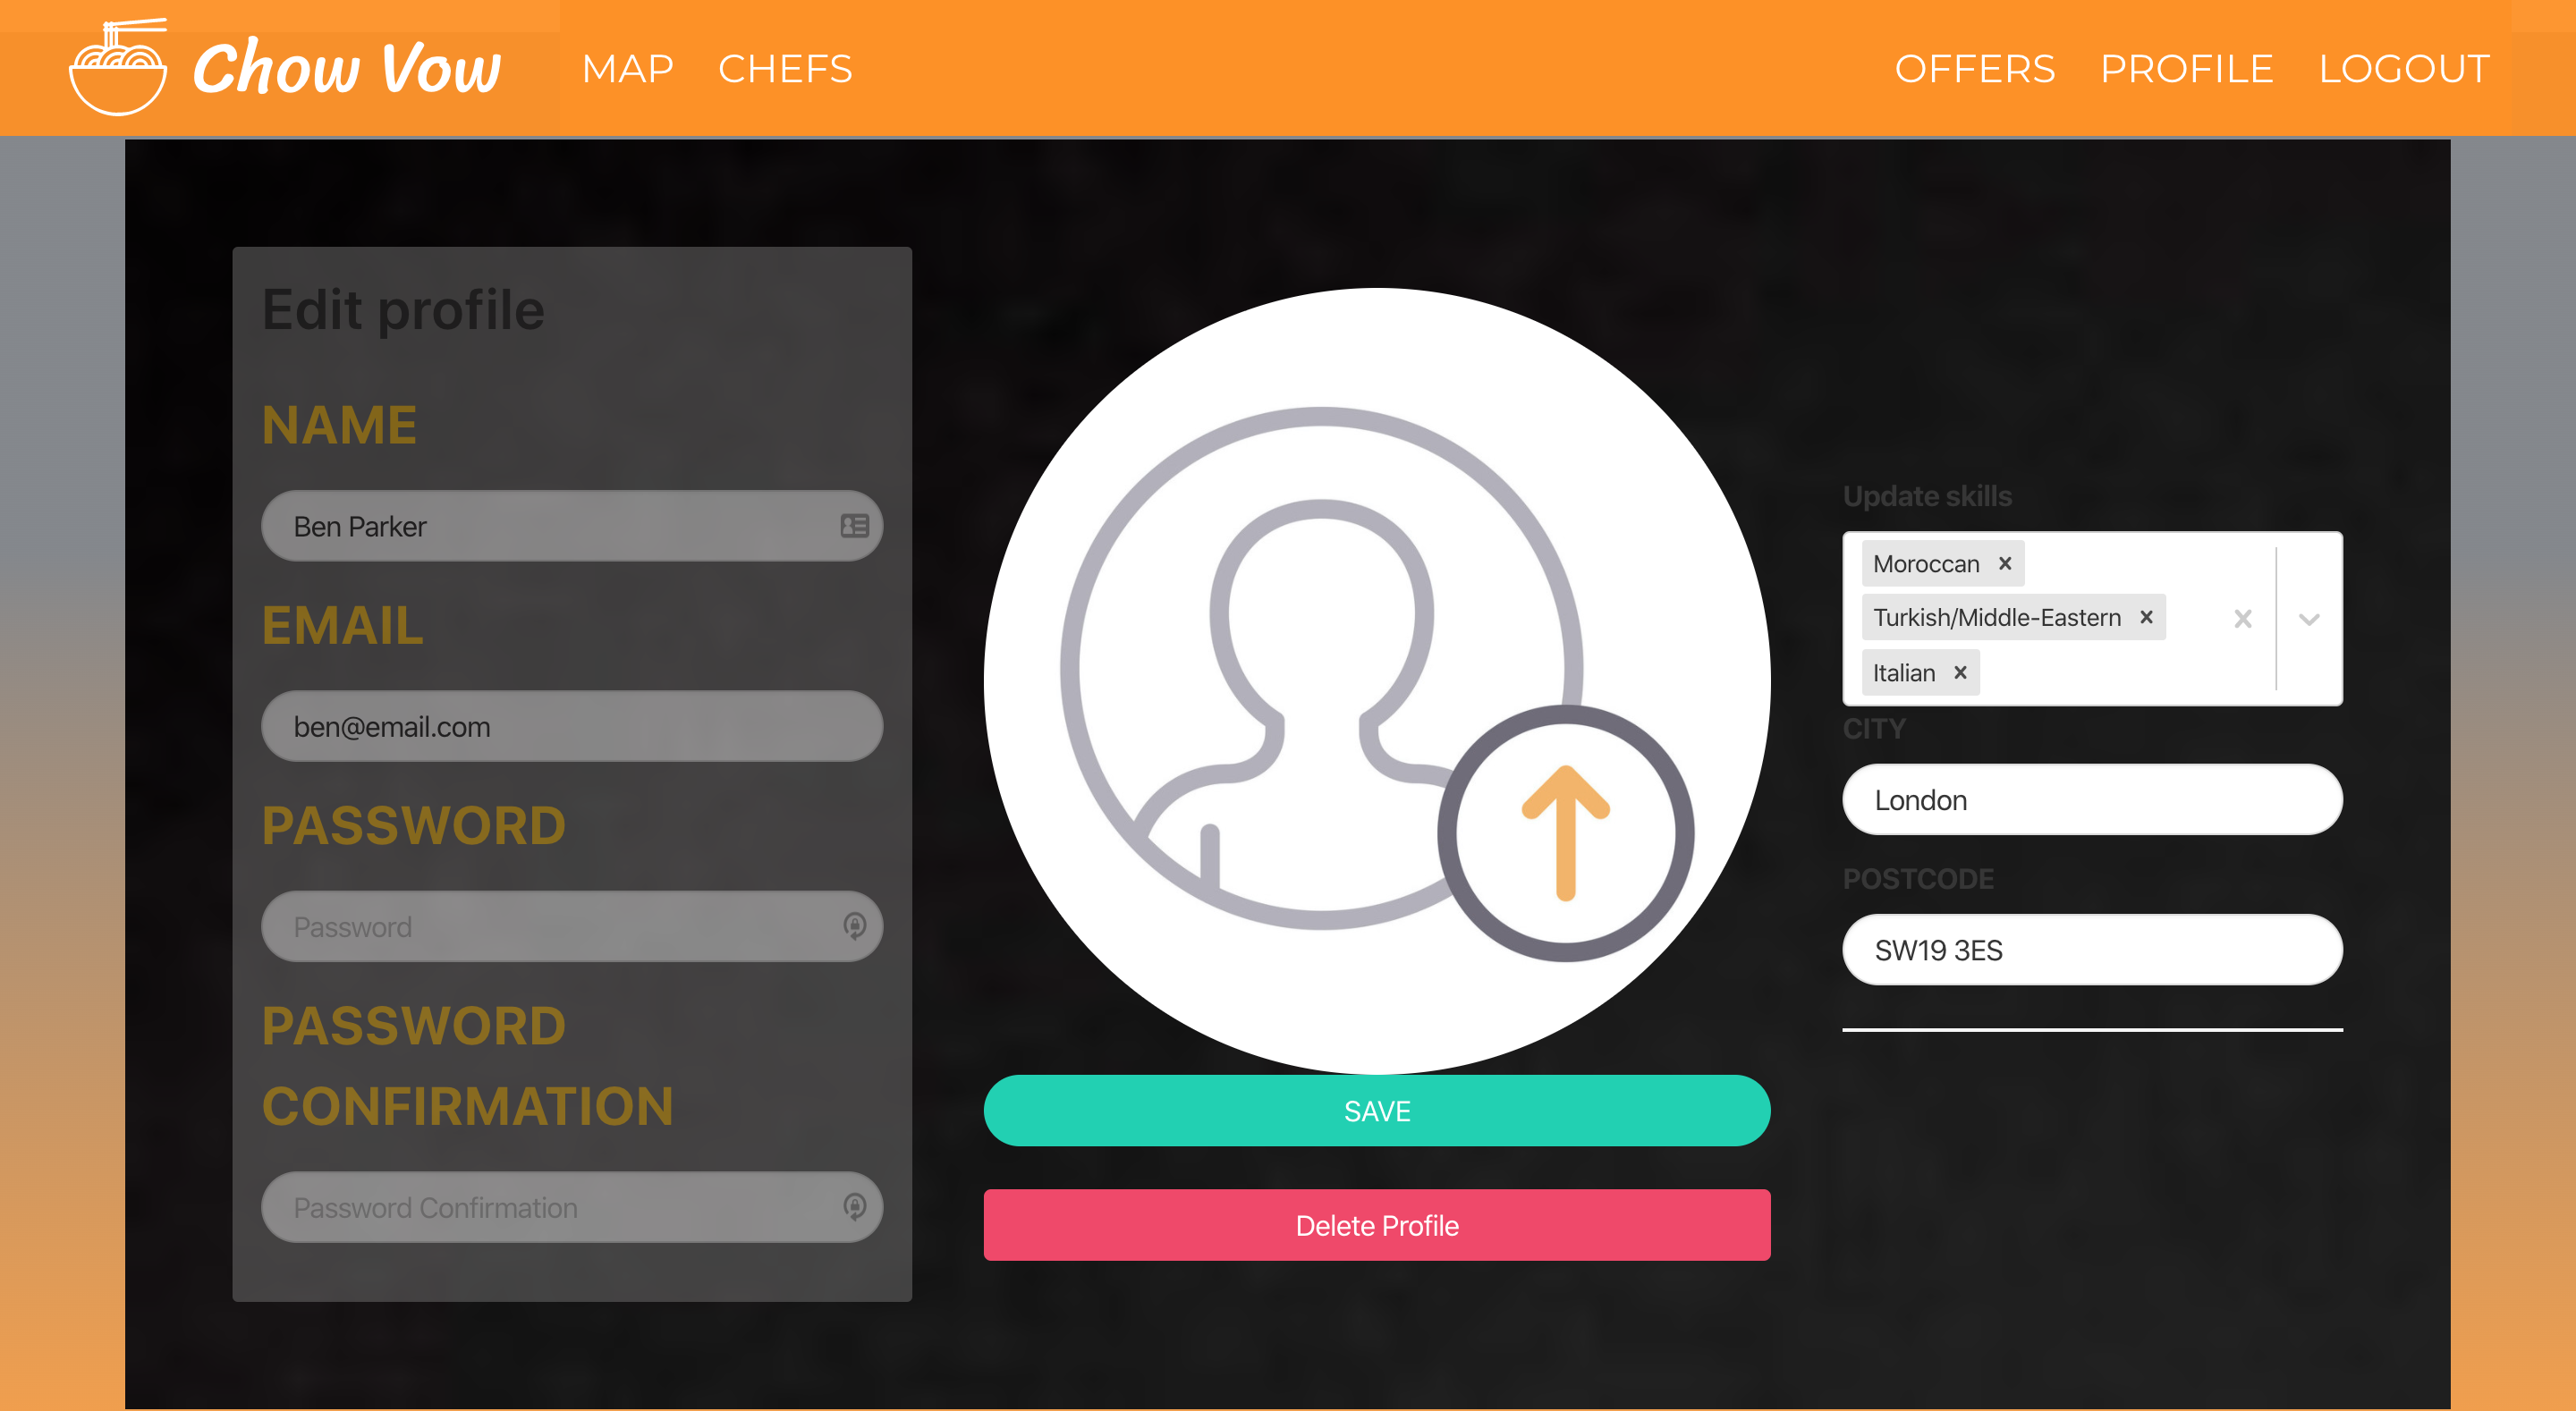 Chow Vow
MAP
CHEFS
OFFERS
PROFILE
LOGOUT
Edit profile
NAME
Ben Parker
EMAIL
ben@email.com
PASSWORD
Password
PASSWORD
CONFIRMATION
Password Confirmation
SAVE
Delete Profile
Update skills
Moroccan
Turkish/Middle-Eastern
Italian
CITY
London
POSTCODE
SW19 3ES